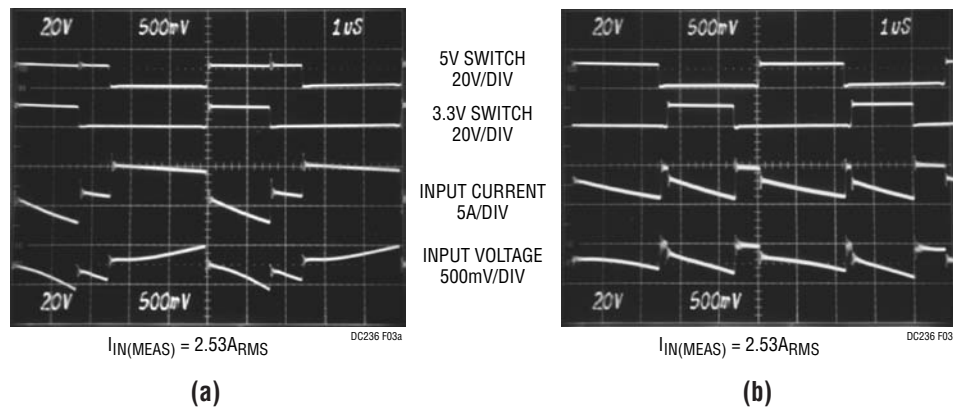 20V 500mV 1uS
20V 500mV
5V SWITCH
20V/DIV
3.3V SWITCH
20V/DIV
INPUT CURRENT
5A/DIV
INPUT VOLTAGE
500mV/DIV
20V 500mV 1uS
20V 500mV
DC236 F03a
IIN(MEAS) = 2.53ARMS
(a)
DC236 F03
IIN(MEAS) = 2.53ARMS
(b)